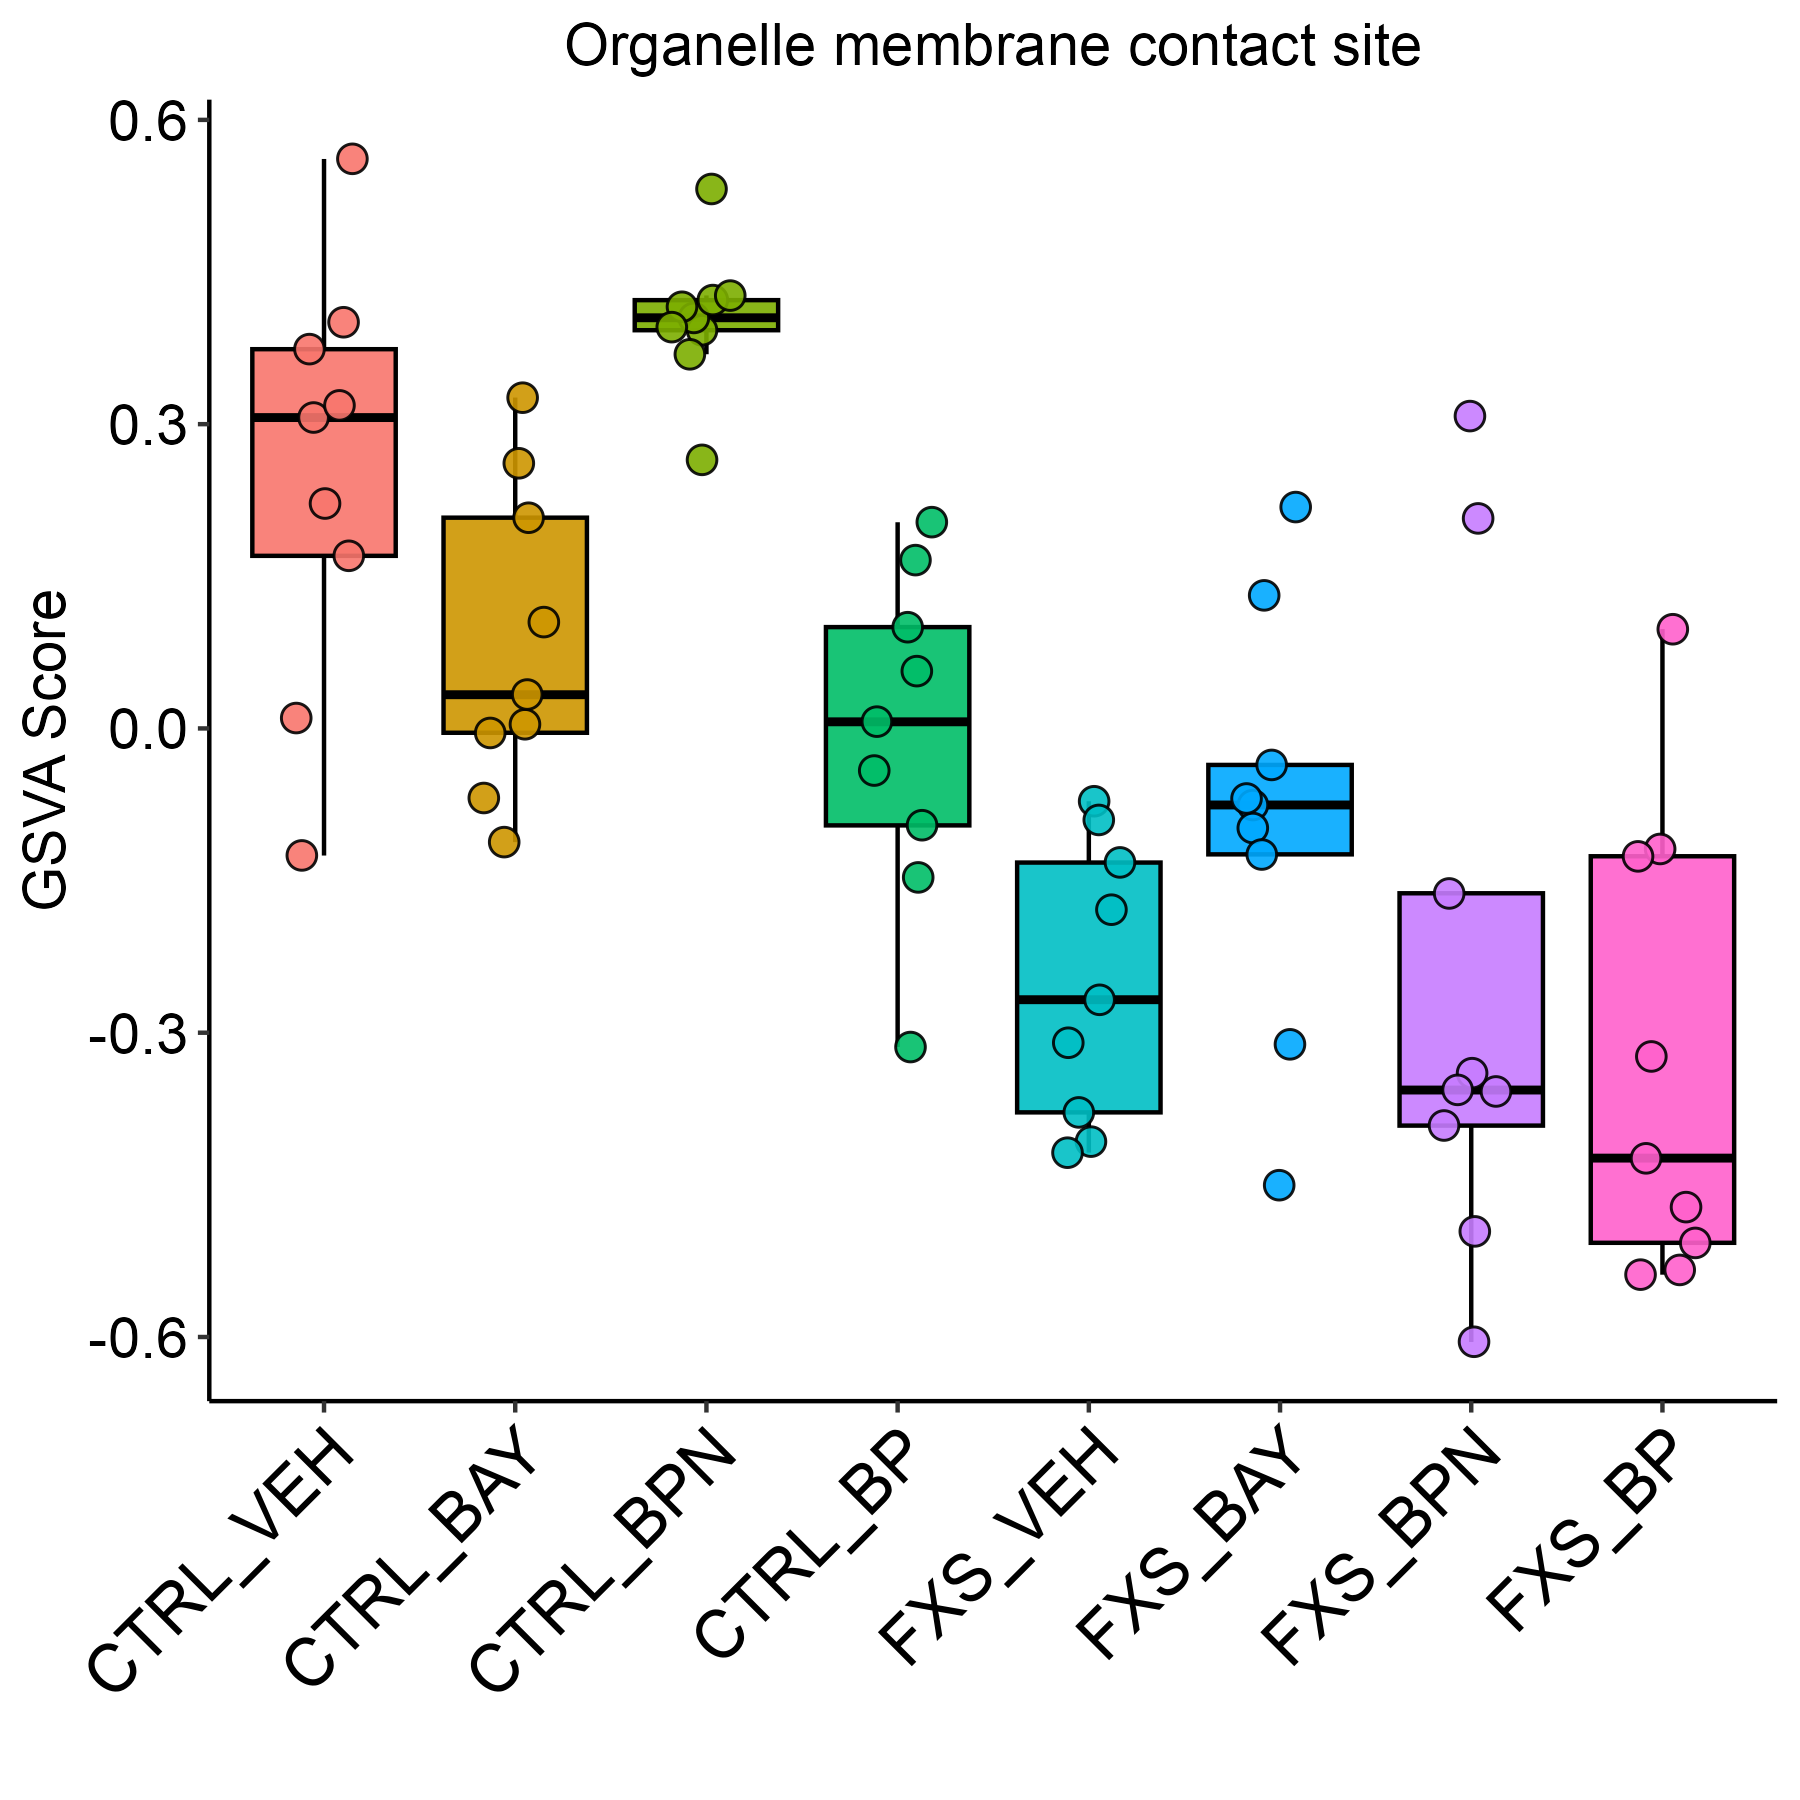 Organelle membrane contact site
GSVA Score
0.6
0.3
0.0
-0.3
-0.6
CTRL_VEH
CTRL_BAY
CTRL_BPN
CTRL_BP
FXS_VEH
FXS_BAY
FXS_BPN
FXS_BP